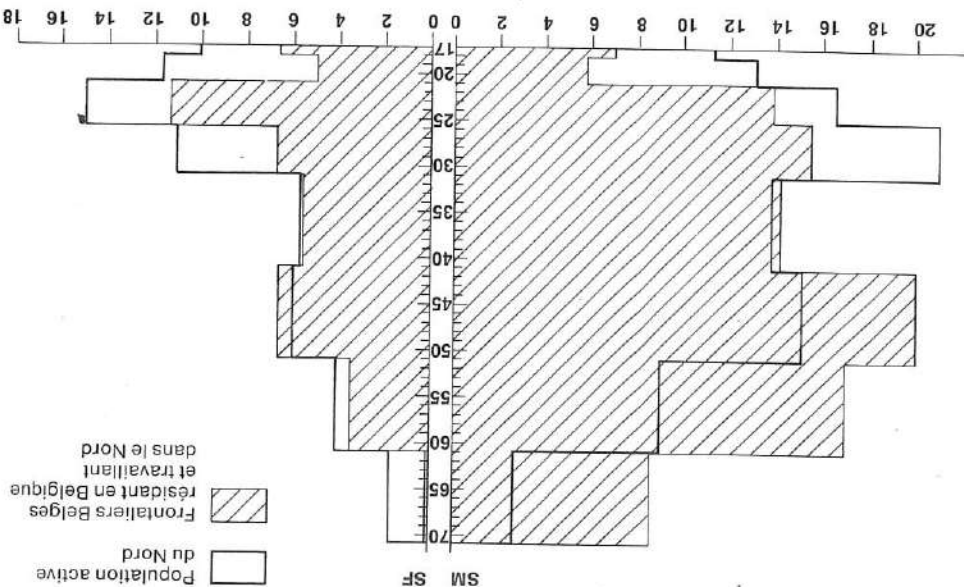 SM SF
Population active
du Nord
Frontaliers Belges
résidant en Belgique
et travaillant
dans le Nord
70
65
60
55
50
45
40
35
30
25
20
17
20 18 16 14 12 10 8 6 4 2 0 0 2 4 6 8 10 12 14 16 18